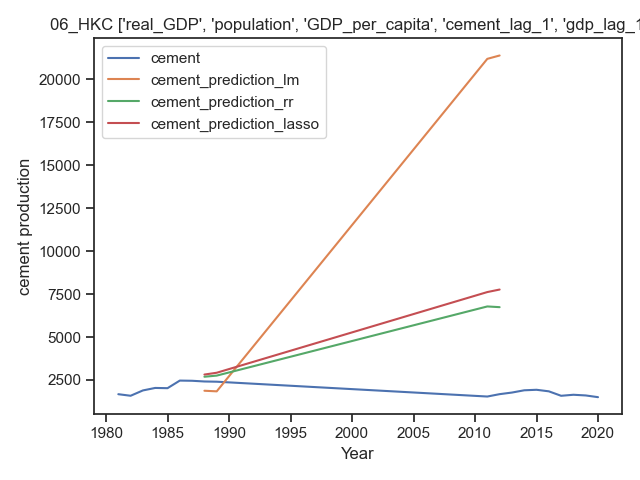 06_HKC ['real_GDP', 'population', 'GDP_per_capita', 'cement_lag_1', 'gdp_lag_1
cement
cement_prediction_lm
cement_prediction_rr
cement_prediction_lasso
20000
17500
15000
12500
10000
7500
5000
2500
cement production
1980 1985 1990 1995 2000 2005 2010 2015 2020
Year